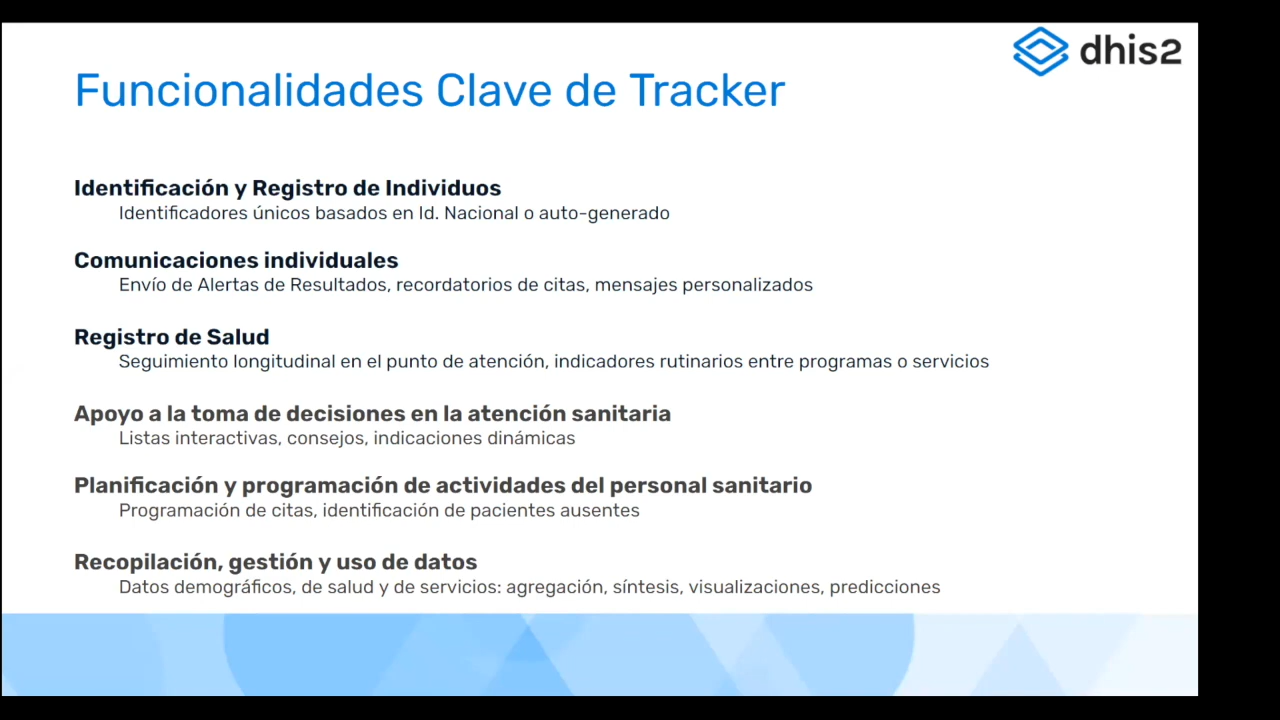 dhis2
Funcionalidades Clave de Tracker
Identificación y Registro de Individuos
Identificadores únicos basados en Id. Nacional o auto-generado
Comunicaciones individuales
Envío de Alertas de Resultados, recordatorios de citas, mensajes personalizados
Registro de Salud
Seguimiento longitudinal en el punto de atención, indicadores rutinarios entre programas o servicios
Apoyo a la toma de decisiones en la atención sanitaria
Listas interactivas, consejos, indicaciones dinámicas
Planificación y programación de actividades del personal sanitario
Programación de citas, identificación de pacientes ausentes
Recopilación, gestión y uso de datos
Datos demográficos, de salud y de servicios: agregación, síntesis, visualizaciones, predicciones